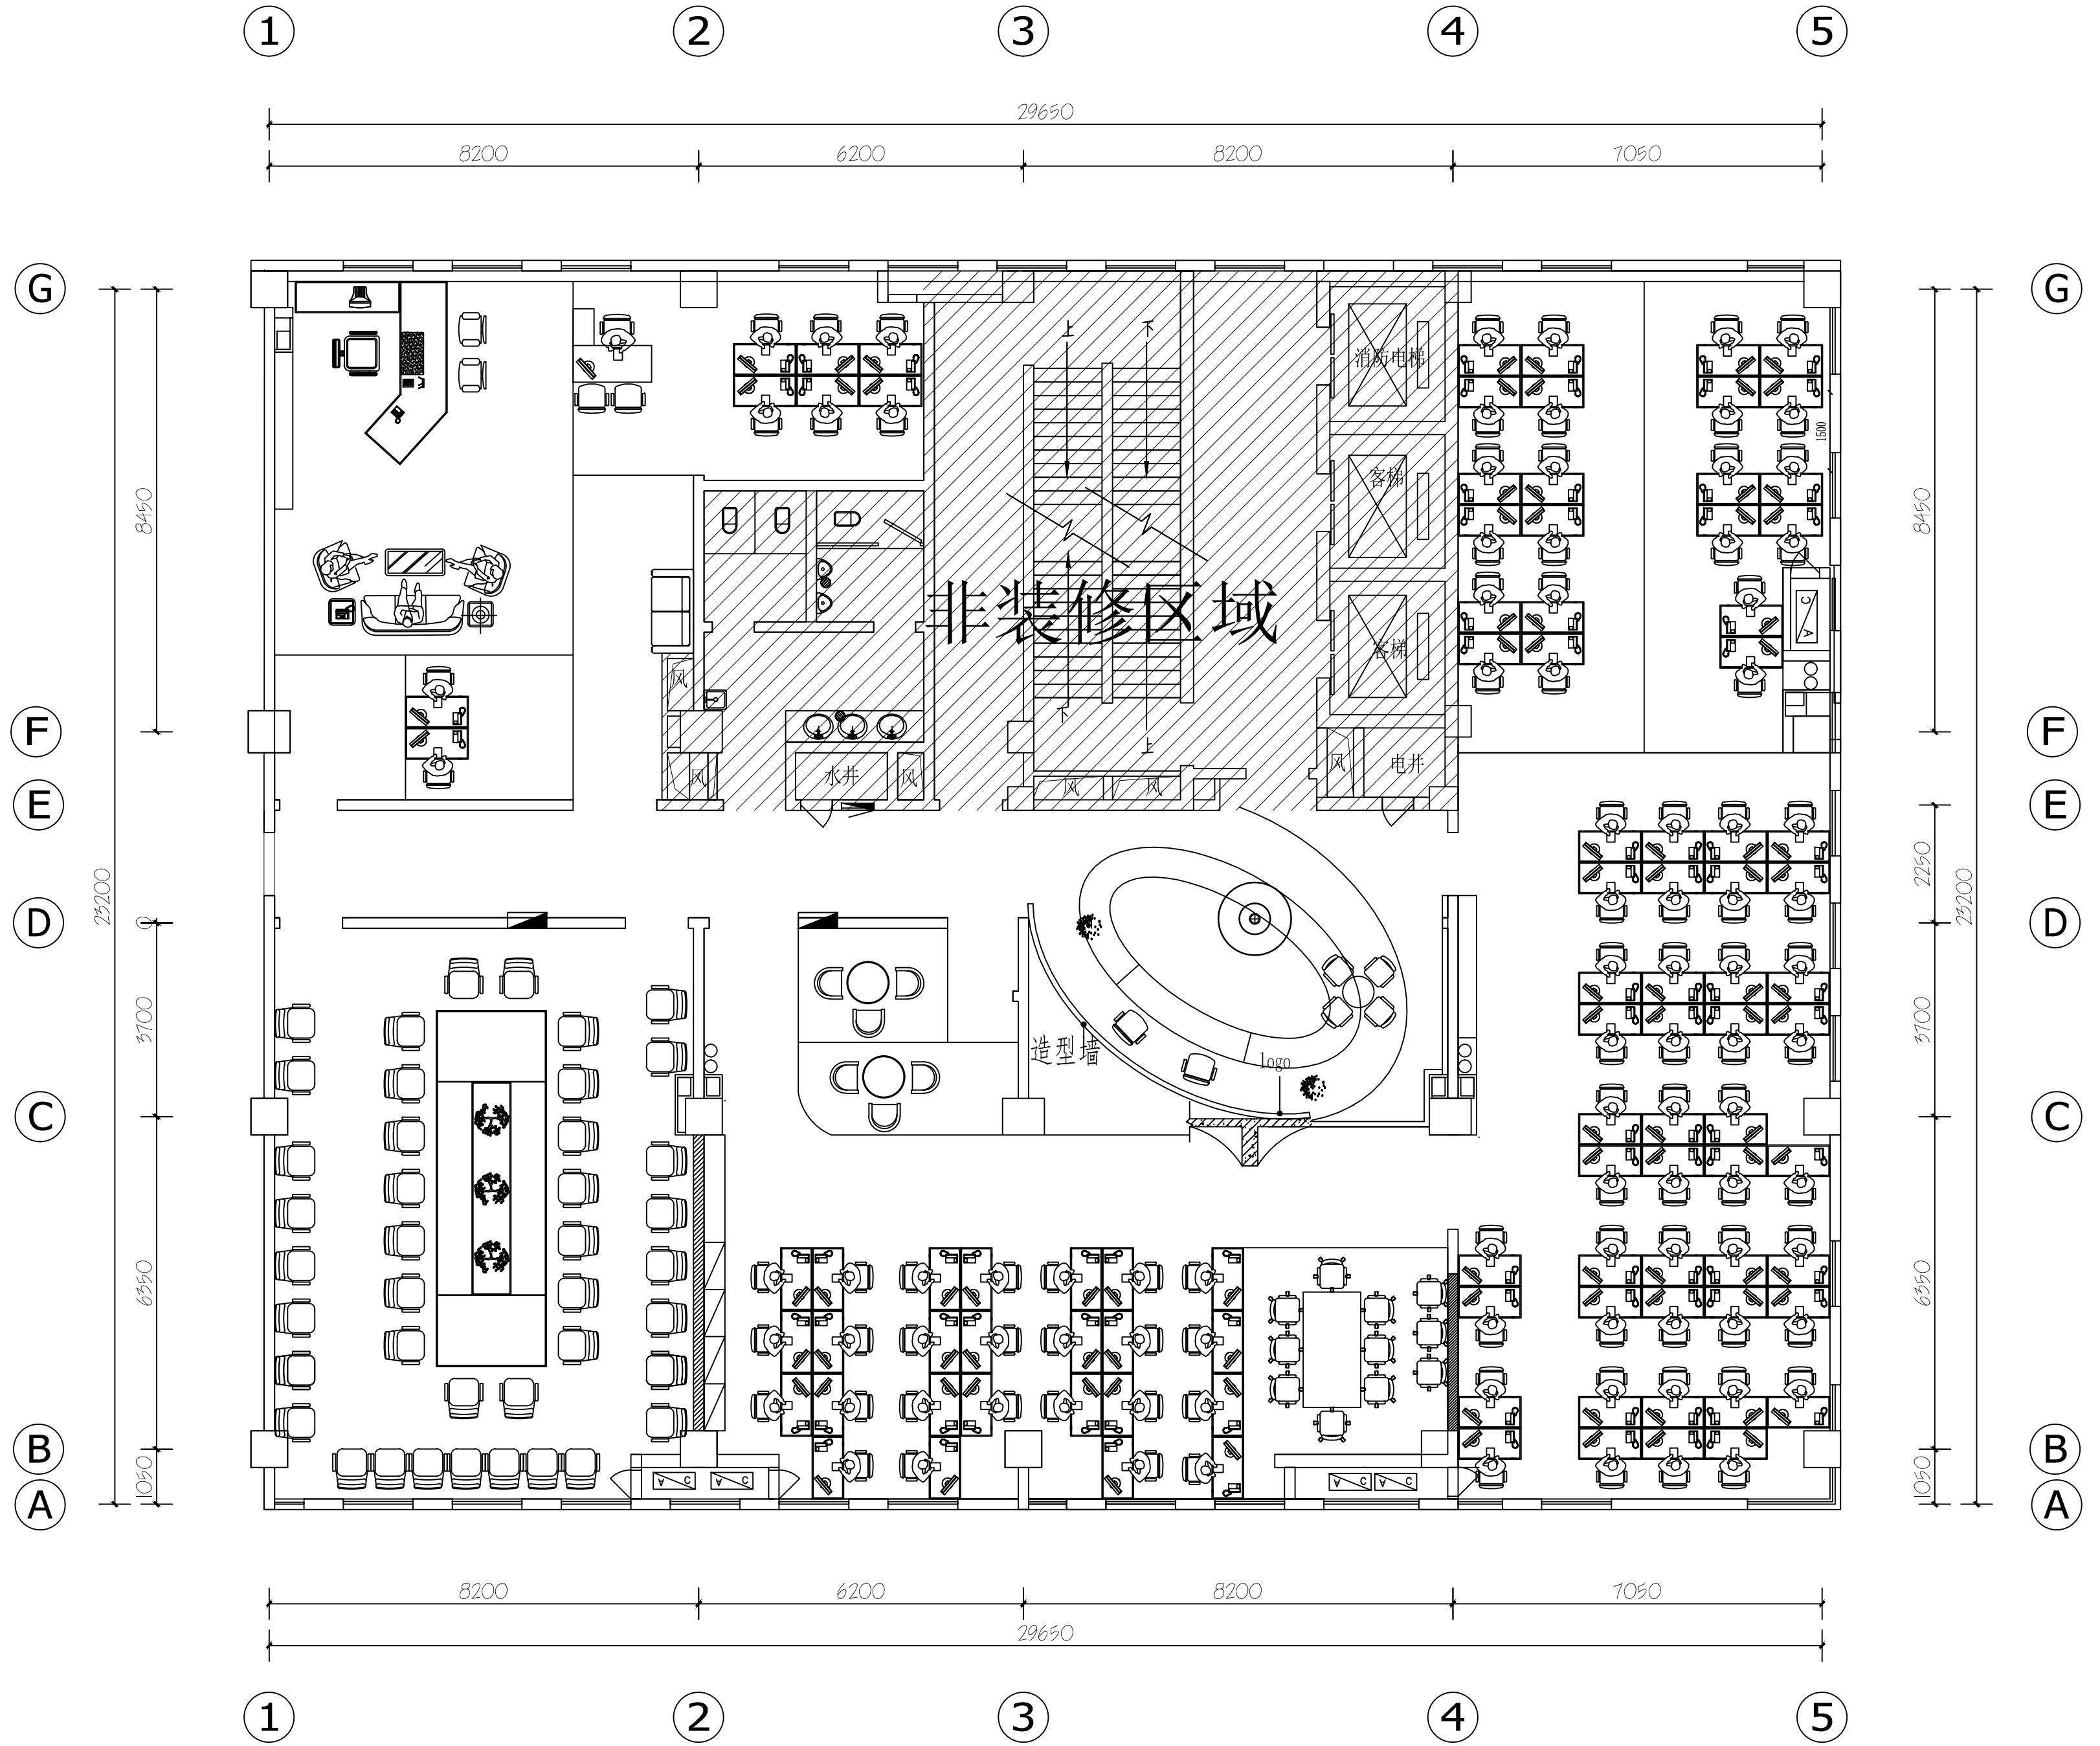 1 2 3 4 5
29650
8200 6200 8200 7050
G G
上 下
消防电梯
1500
客梯
8450 8450
C
A
非装修区域
客梯
风
下
F F
上
风 水井 风 风 风 风 电井
E E
2250
23200 23200
D 0 D
3700 3700
造型墙
logo
C C
6350 6350
B B
A C A C A C A C
1050 1050
A A
8200 6200 8200 7050
29650
1 2 3 4 5